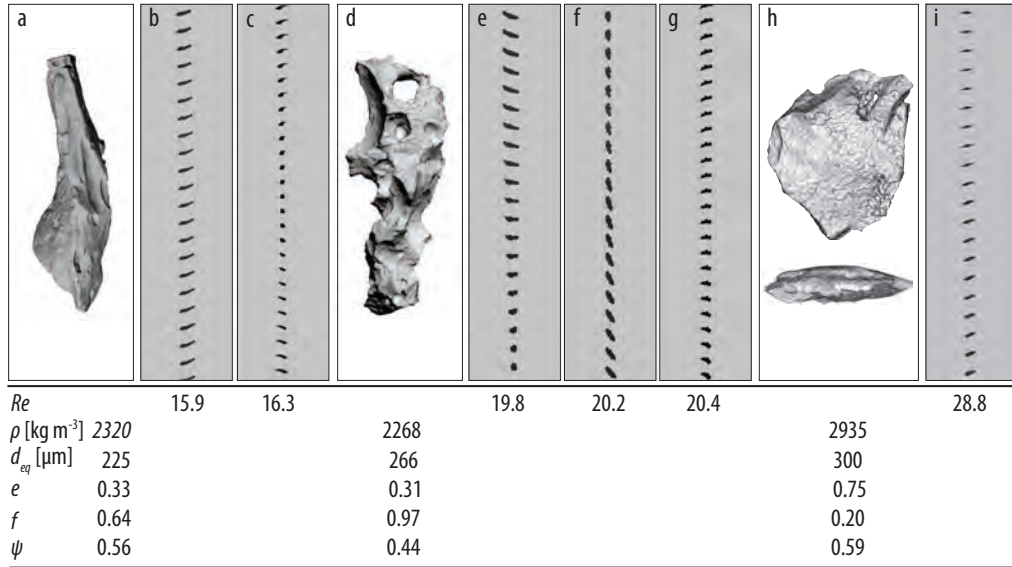 a b c d e f g h i
Re 15.9 16.3 19.8 20.2 20.4 28.8
ρ [kg m⁻³] 2320 2268 2935
d_eq [μm] 225 266 300
e 0.33 0.31 0.75
f 0.64 0.97 0.20
ψ 0.56 0.44 0.59